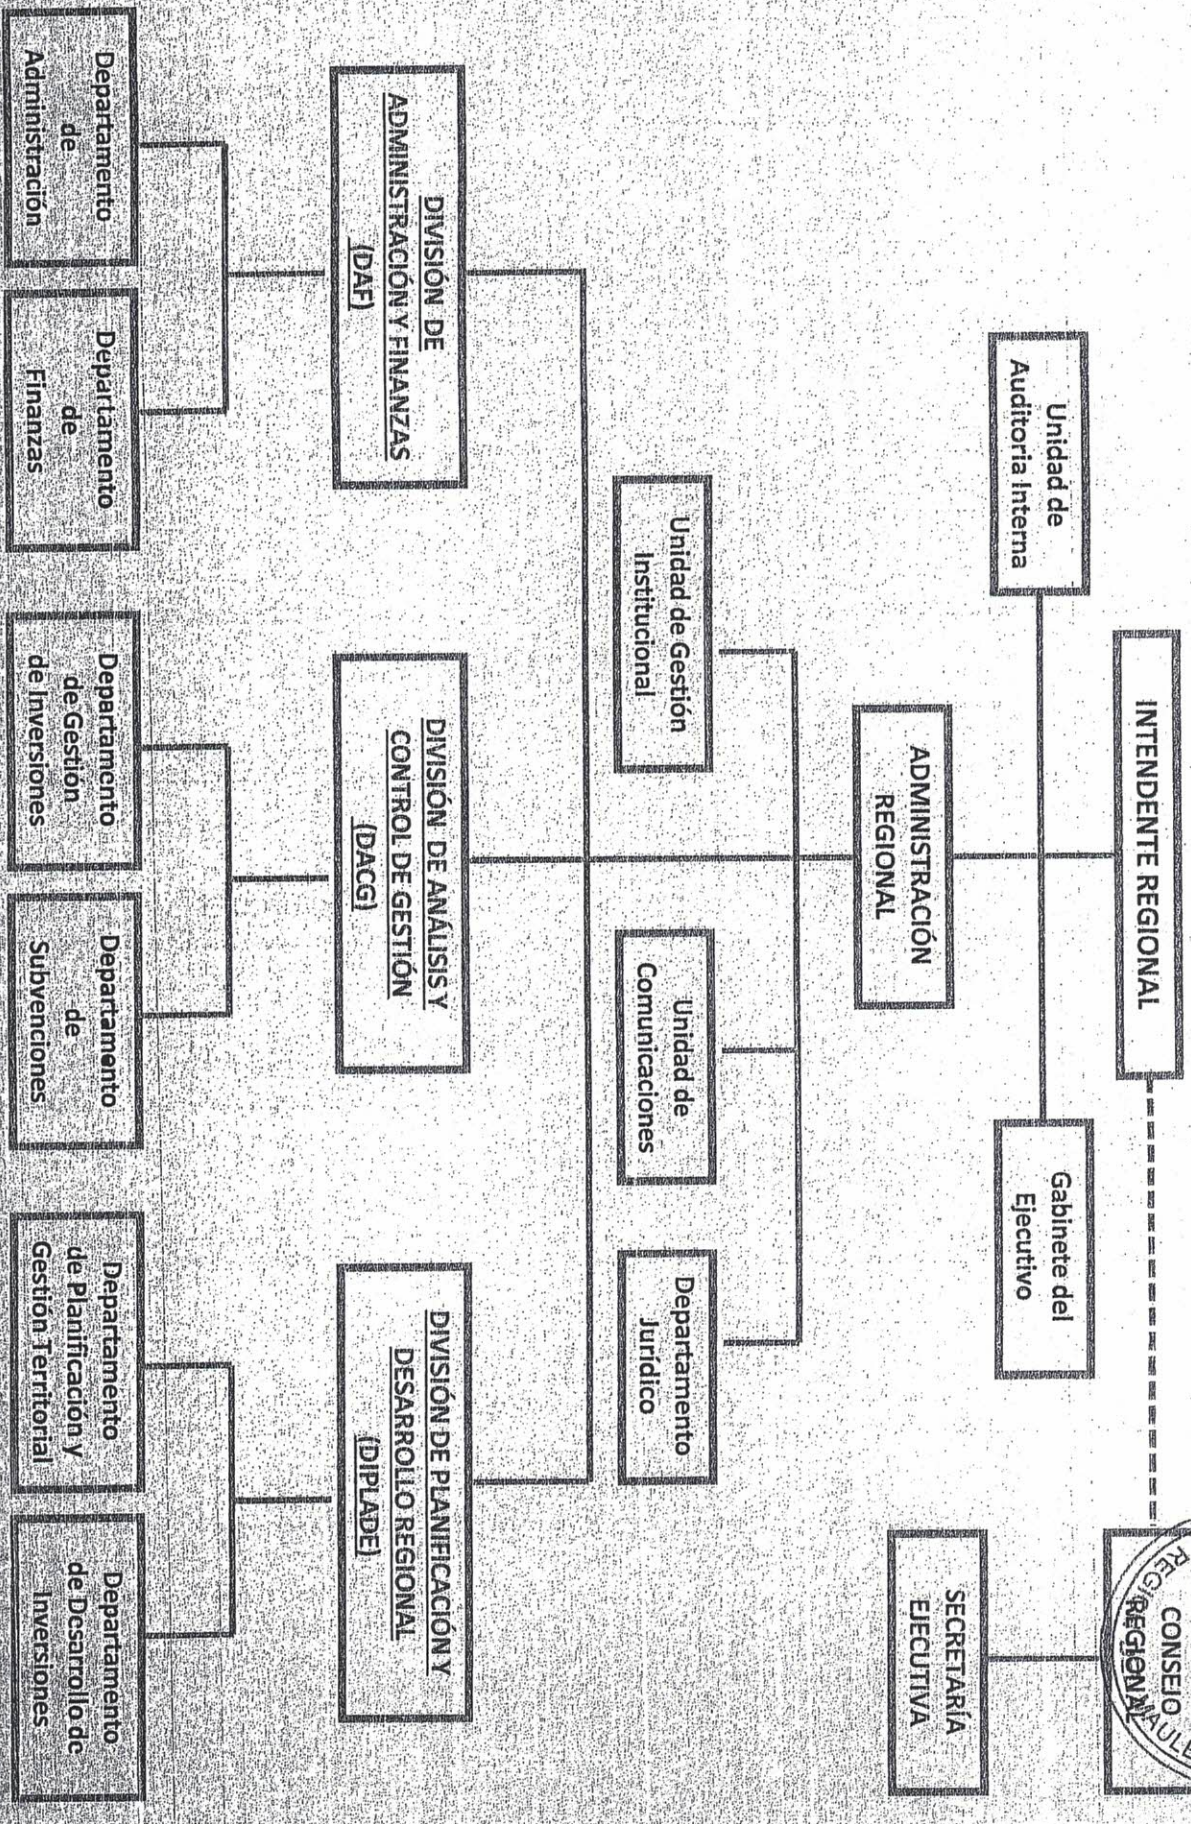 INTENDENTE REGIONAL
CONSEJO
REGIONAL
Unidad de
Auditoria Interna
Gabinete del
Ejecutivo
SECRETARÍA
EJECUTIVA
ADMINISTRACIÓN
REGIONAL
Unidad de Gestión
Institucional
Unidad de
Comunicaciones
Departamento
Jurídico
DIVISIÓN DE
ADMINISTRACIÓN Y FINANZAS
(DAF)
DIVISIÓN DE ANÁLISIS Y
CONTROL DE GESTIÓN
(DACG)
DIVISIÓN DE PLANIFICACIÓN Y
DESARROLLO REGIONAL
(DIPLADE)
Departamento
de
Administración
Departamento
de
Finanzas
Departamento
de Gestión
de Inversiones
Departamento
de
Subvenciones
Departamento
de Planificación y
Gestión Territorial
Departamento
de Desarrollo de
Inversiones